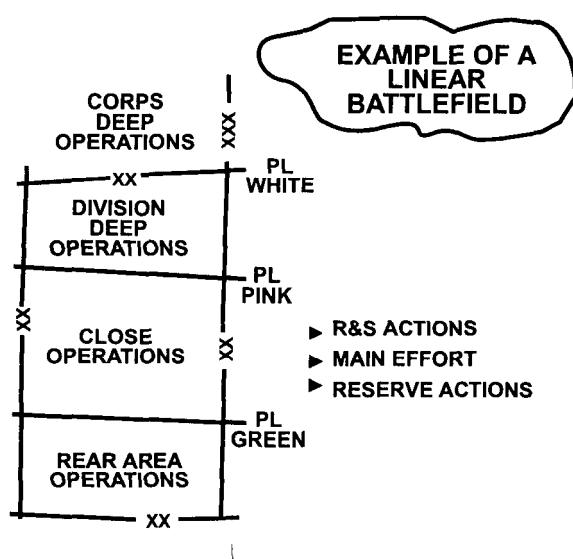 EXAMPLE OF A
LINEAR
BATTLEFIELD
CORPS
DEEP
OPERATIONS
XXX
PL
WHITE
XX
DIVISION
DEEP
OPERATIONS
PL
PINK
XX
CLOSE
OPERATIONS
XX
R&S ACTIONS
MAIN EFFORT
RESERVE ACTIONS
PL
GREEN
REAR AREA
OPERATIONS
XX